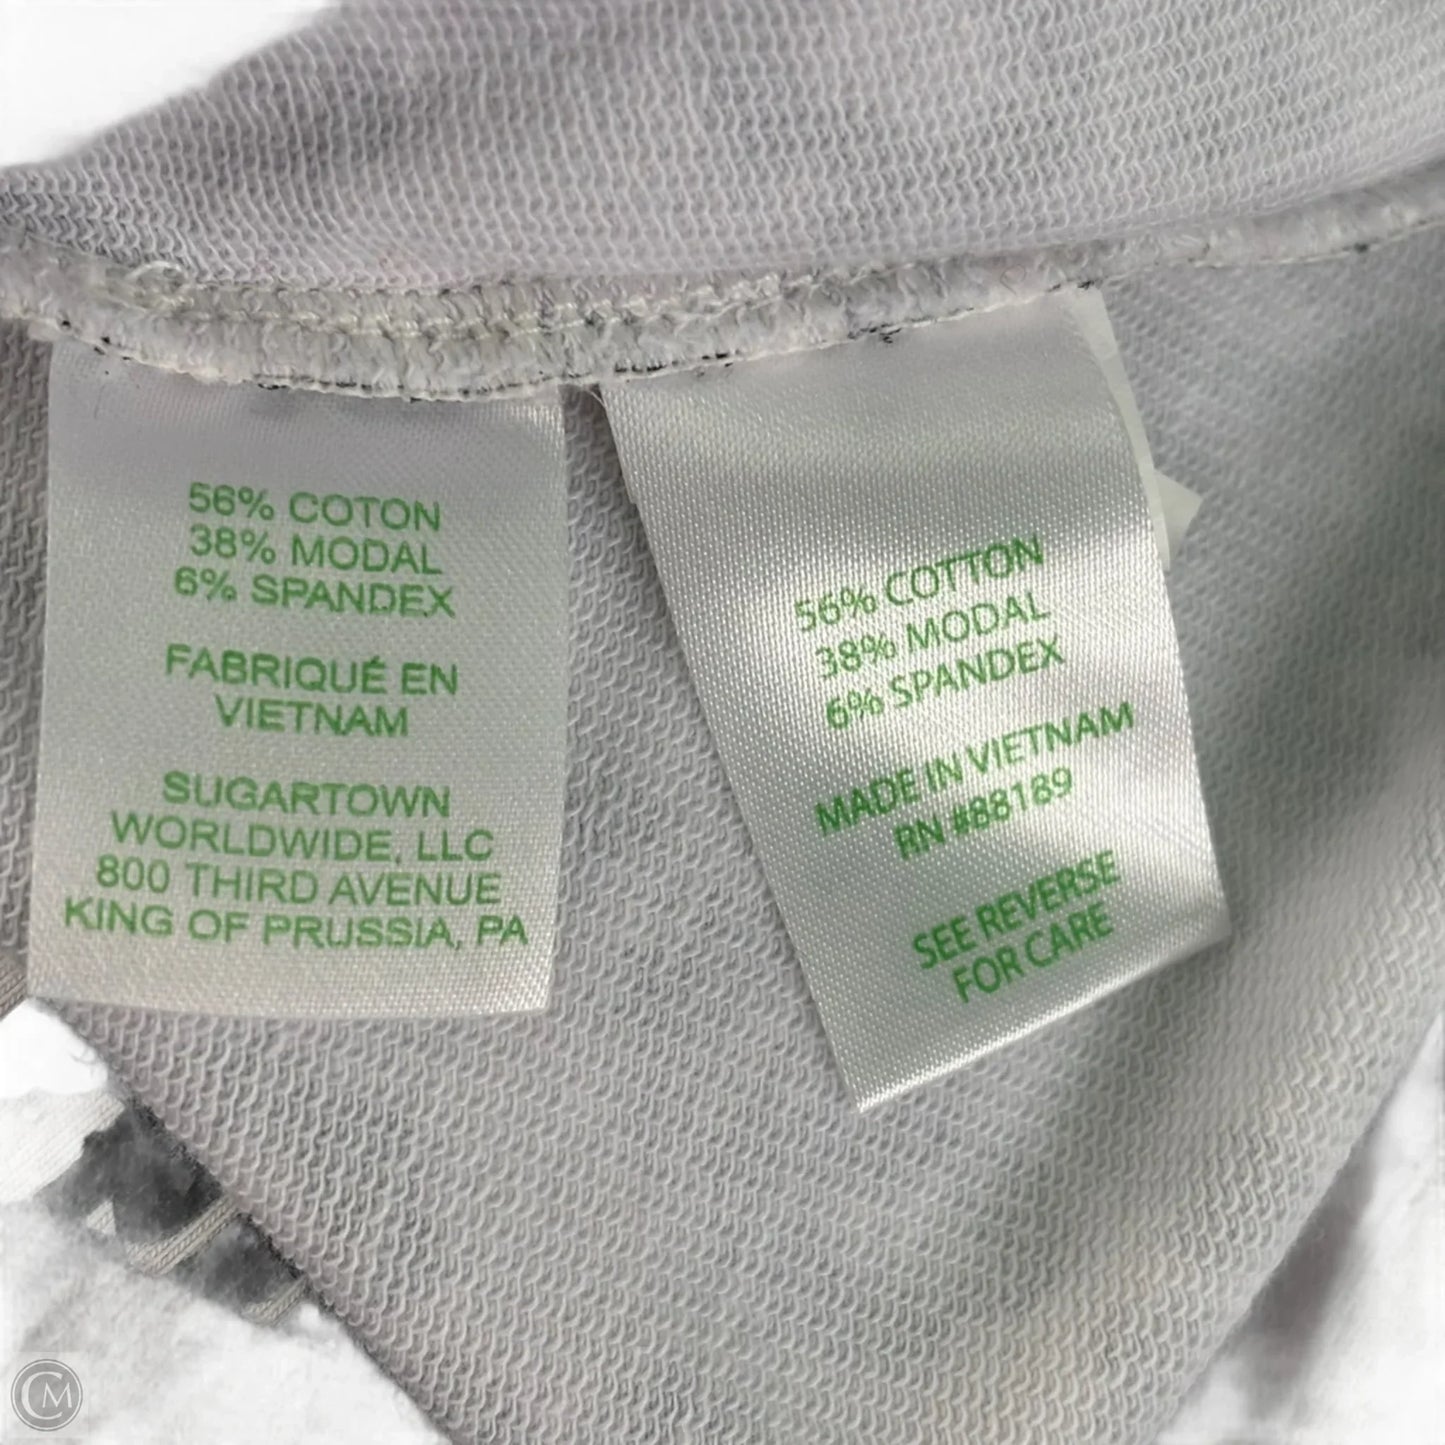 56% COTON
38% MODAL
6% SPANDEX
FABRIQUÉ EN
VIETNAM
SUGARTOWN
WORLDWIDE, LLC
800 THIRD AVENUE
KING OF PRUSSIA, PA
56% COTTON
38% MODAL
6% SPANDEX
MADE IN VIETNAM
RN #88189
SEE REVERSE
FOR CARE
CM